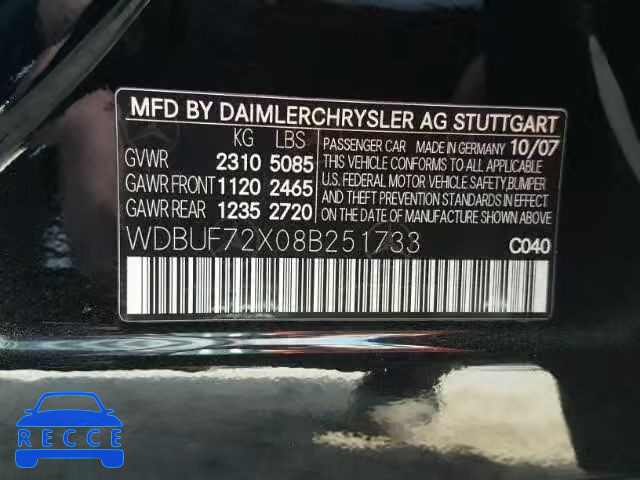 MFD BY DAIMLERCHRYSLER AG STUTTGART
KG LBS
GVWR 2310 5085
GAWR FRONT 1120 2465
GAWR REAR 1235 2720
PASSENGER CAR MADE IN GERMANY 10/07
THIS VEHICLE CONFORMS TO ALL APPLICABLE
U.S. FEDERAL MOTOR VEHICLE SAFETY,BUMPER
AND THEFT PREVENTION STANDARDS IN EFFECT
ON THE DATE OF MANUFACTURE SHOWN ABOVE.
WDBUF72X08B251733
C040
RECCE